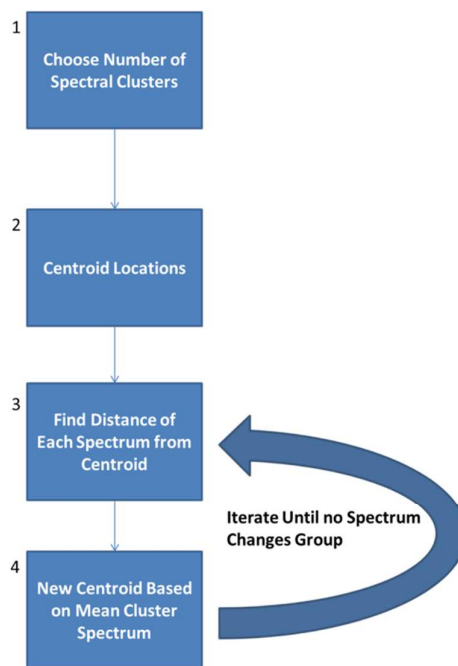 1
Choose Number of
Spectral Clusters
2
Centroid Locations
3
Find Distance of
Each Spectrum from
Centroid
Iterate Until no Spectrum
Changes Group
4
New Centroid Based
on Mean Cluster
Spectrum